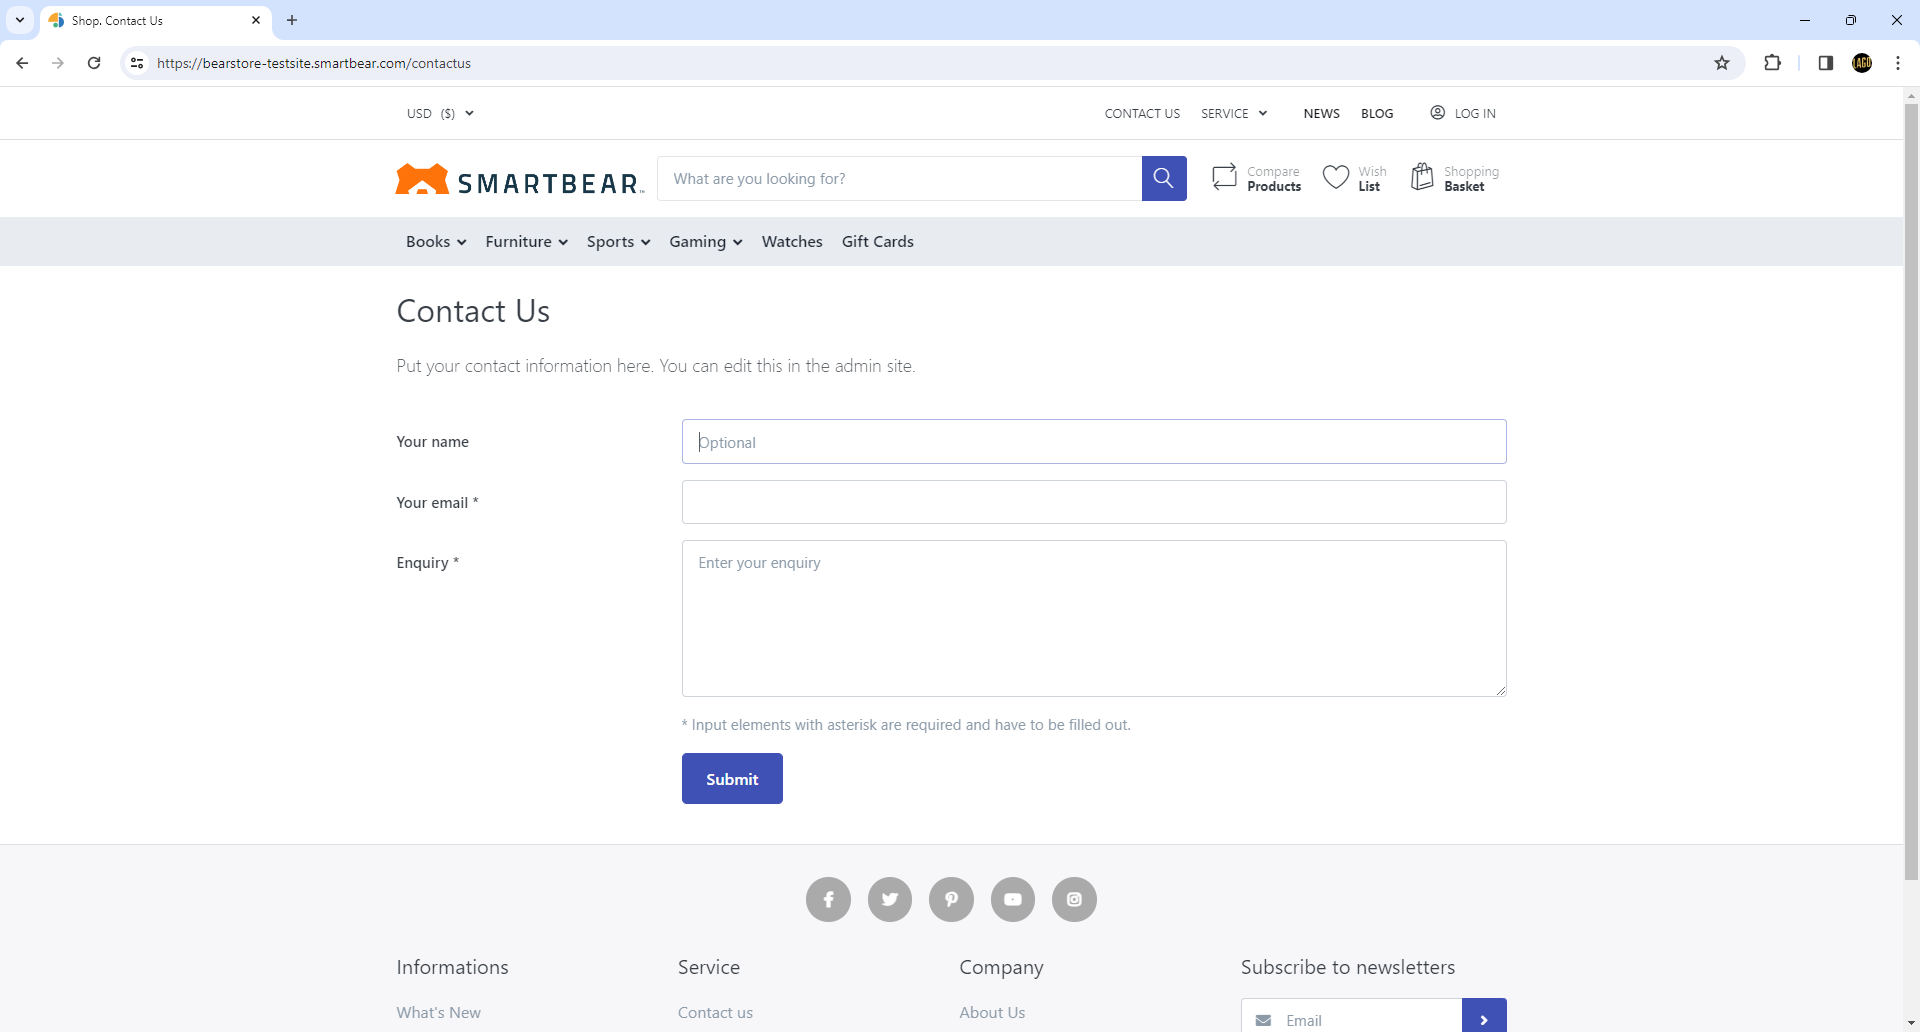 Shop. Contact Us
https://bearstore-testsite.smartbear.com/contactus
USD ($)
CONTACT US
SERVICE
NEWS
BLOG
LOG IN
SMARTBEAR
What are you looking for?
Compare
Products
Wish
List
Shopping
Basket
Books
Furniture
Sports
Gaming
Watches
Gift Cards
Contact Us
Put your contact information here. You can edit this in the admin site.
Your name
Optional
Your email *
Enquiry *
Enter your enquiry
* Input elements with asterisk are required and have to be filled out.
Submit
Informations
Service
Company
Subscribe to newsletters
What's New
Contact us
About Us
Email